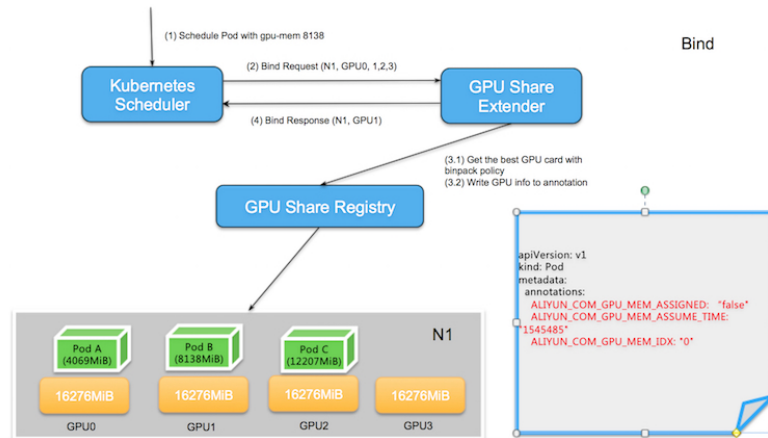 (1) Schedule Pod with gpu-mem 8138
Bind
Kubernetes
Scheduler
(2) Bind Request (N1, GPU0, 1,2,3)
GPU Share
Extender
(4) Bind Response (N1, GPU1)
(3.1) Get the best GPU card with
binpack policy
(3.2) Write GPU info to annotation
GPU Share Registry
apiVersion: v1
kind: Pod
metadata:
annotations:
ALIYUN_COM_GPU_MEM_ASSIGNED: "false"
ALIYUN_COM_GPU_MEM_ASSUME_TIME:
"1545485"
ALIYUN_COM_GPU_MEM_IDX: "0"
N1
Pod A
(4069MiB)
Pod B
(8138MiB)
Pod C
(12207MiB)
16276MiB
16276MiB
16276MiB
16276MiB
GPU0
GPU1
GPU2
GPU3